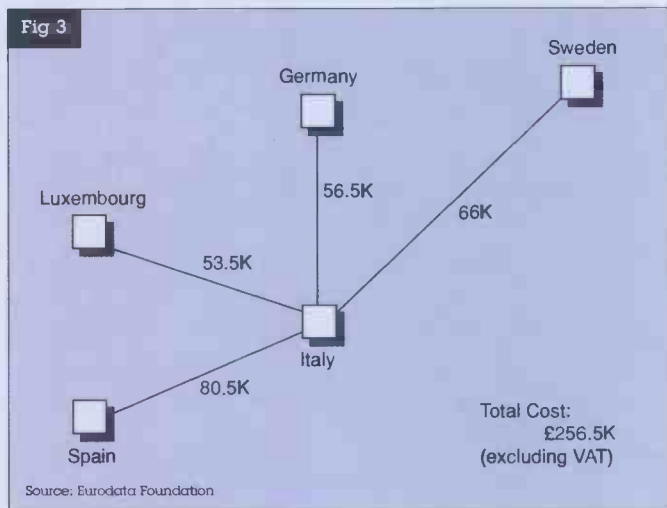 Fig 3
Sweden
Germany
Luxembourg
56.5K
66K
53.5K
Italy
80.5K
Spain
Total Cost:
£256.5K
(excluding VAT)
Source: Eurodata Foundation